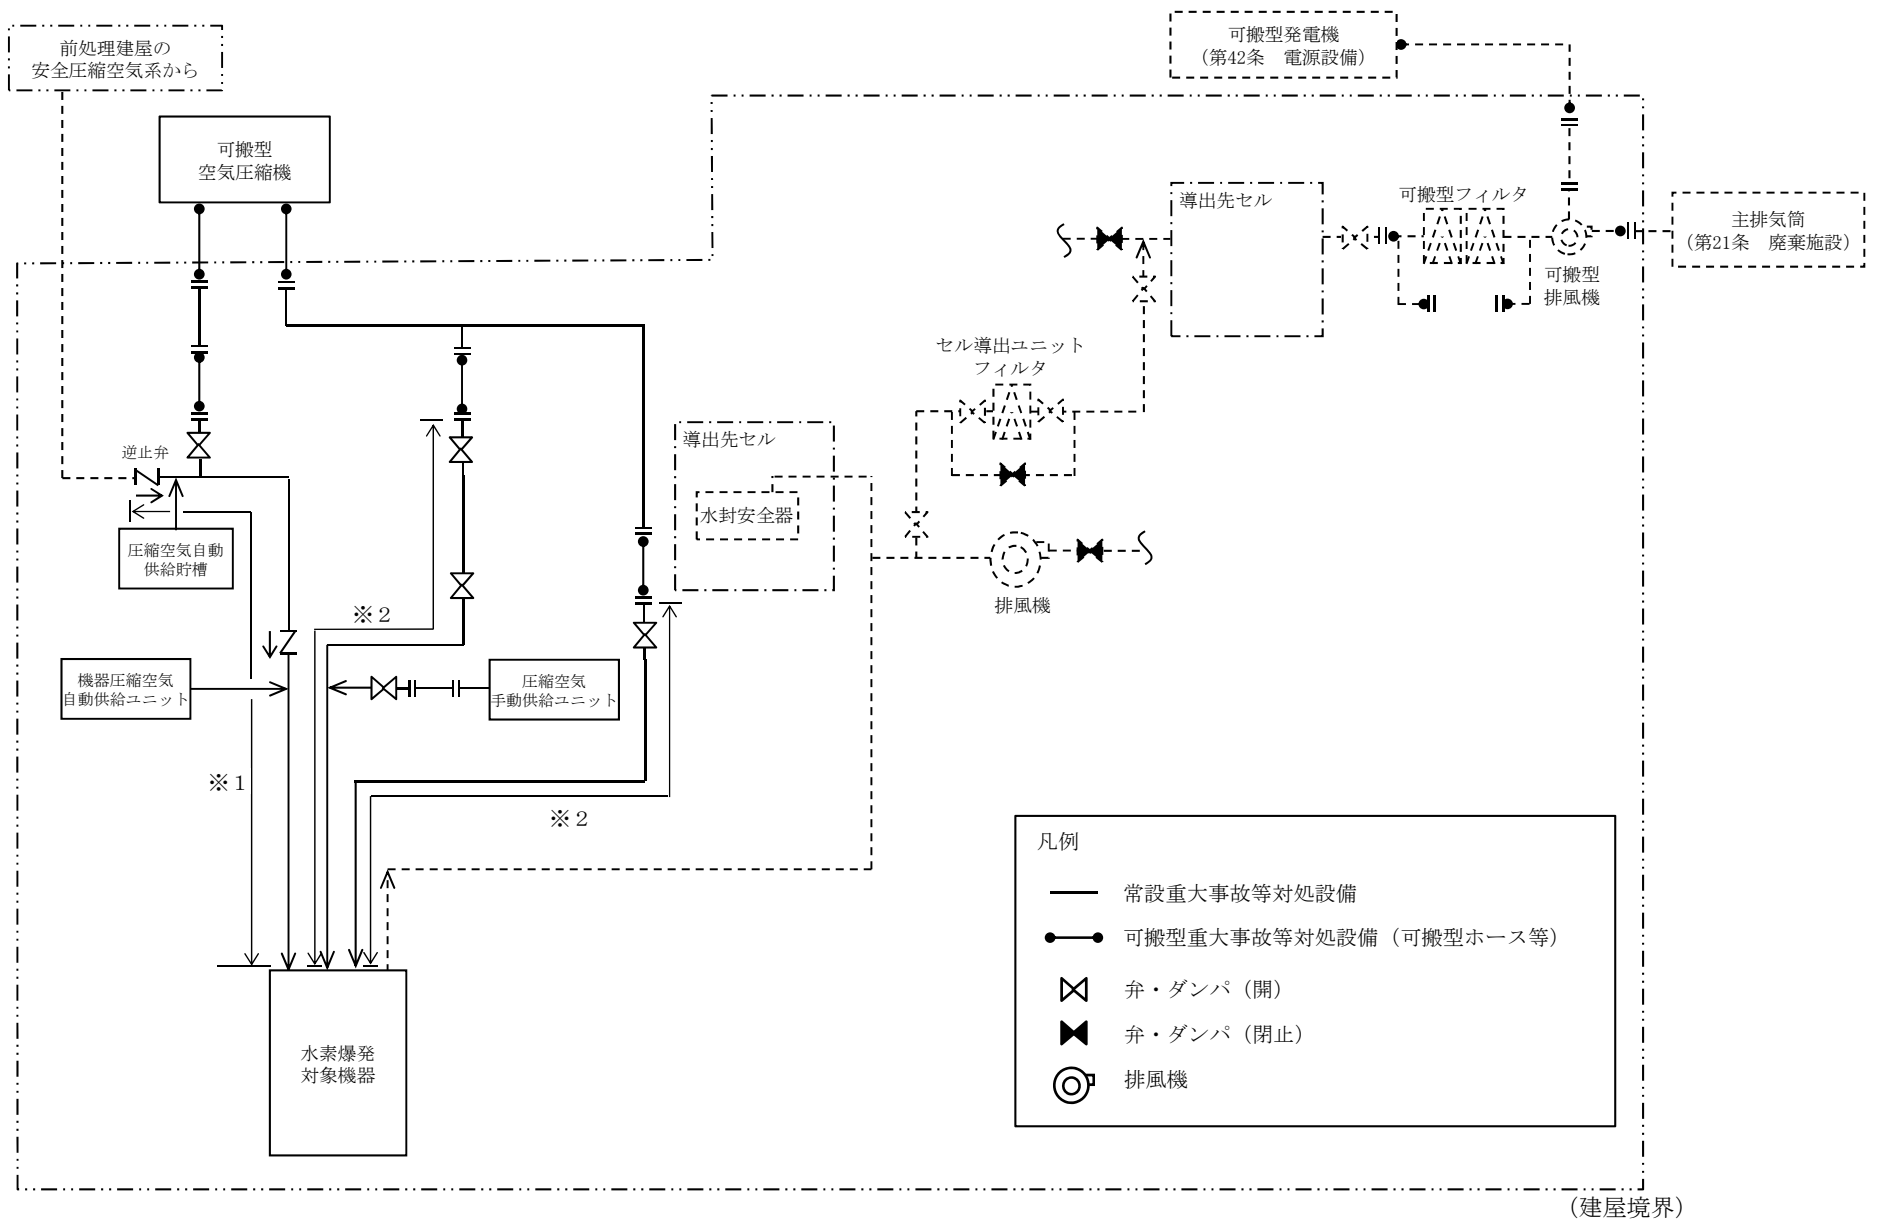 前処理建屋の
安全圧縮空気系から
可搬型発電機
（第42条　電源設備）
可搬型
空気圧縮機
導出先セル
可搬型フィルタ
主排気筒
（第21条　廃棄施設）
可搬型
排風機
セル導出ユニット
フィルタ
逆止弁
導出先セル
水封安全器
圧縮空気自動
供給貯槽
排風機
※２
機器圧縮空気
自動供給ユニット
圧縮空気
手動供給ユニット
※１
※２
凡例
常設重大事故等対処設備
可搬型重大事故等対処設備（可搬型ホース等）
弁・ダンパ（開）
弁・ダンパ（閉止）
排風機
水素爆発
対象機器
（建屋境界）